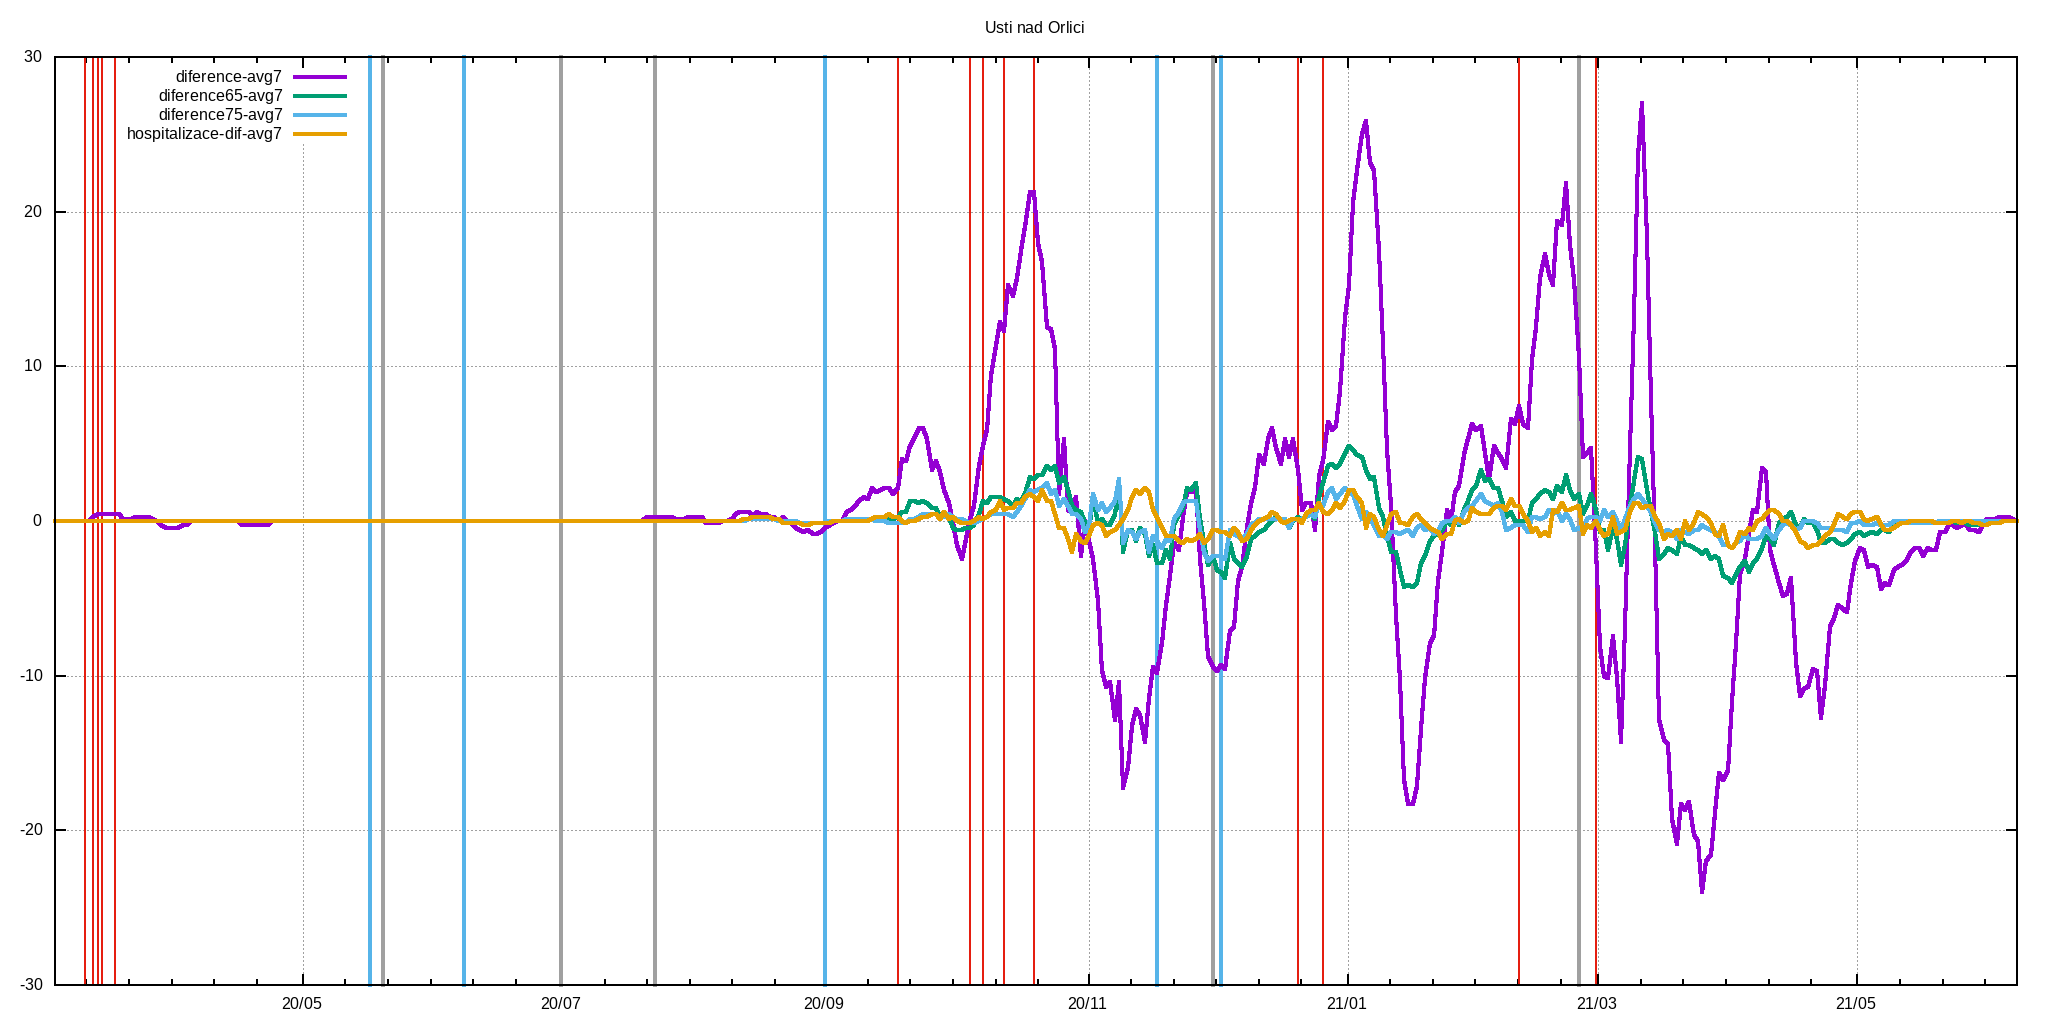 Usti nad Orlici
diference-avg7
diference65-avg7
diference75-avg7
hospitalizace-dif-avg7
30
20
10
0
-10
-20
-30
20/05 20/07 20/09 20/11 21/01 21/03 21/05